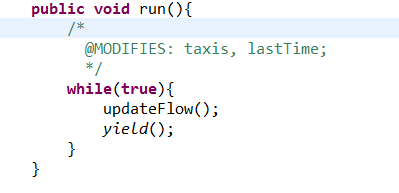 public void run(){
/*
@MODIFIES: taxis, lastTime;
*/
while(true){
updateFlow();
yield();
}
}